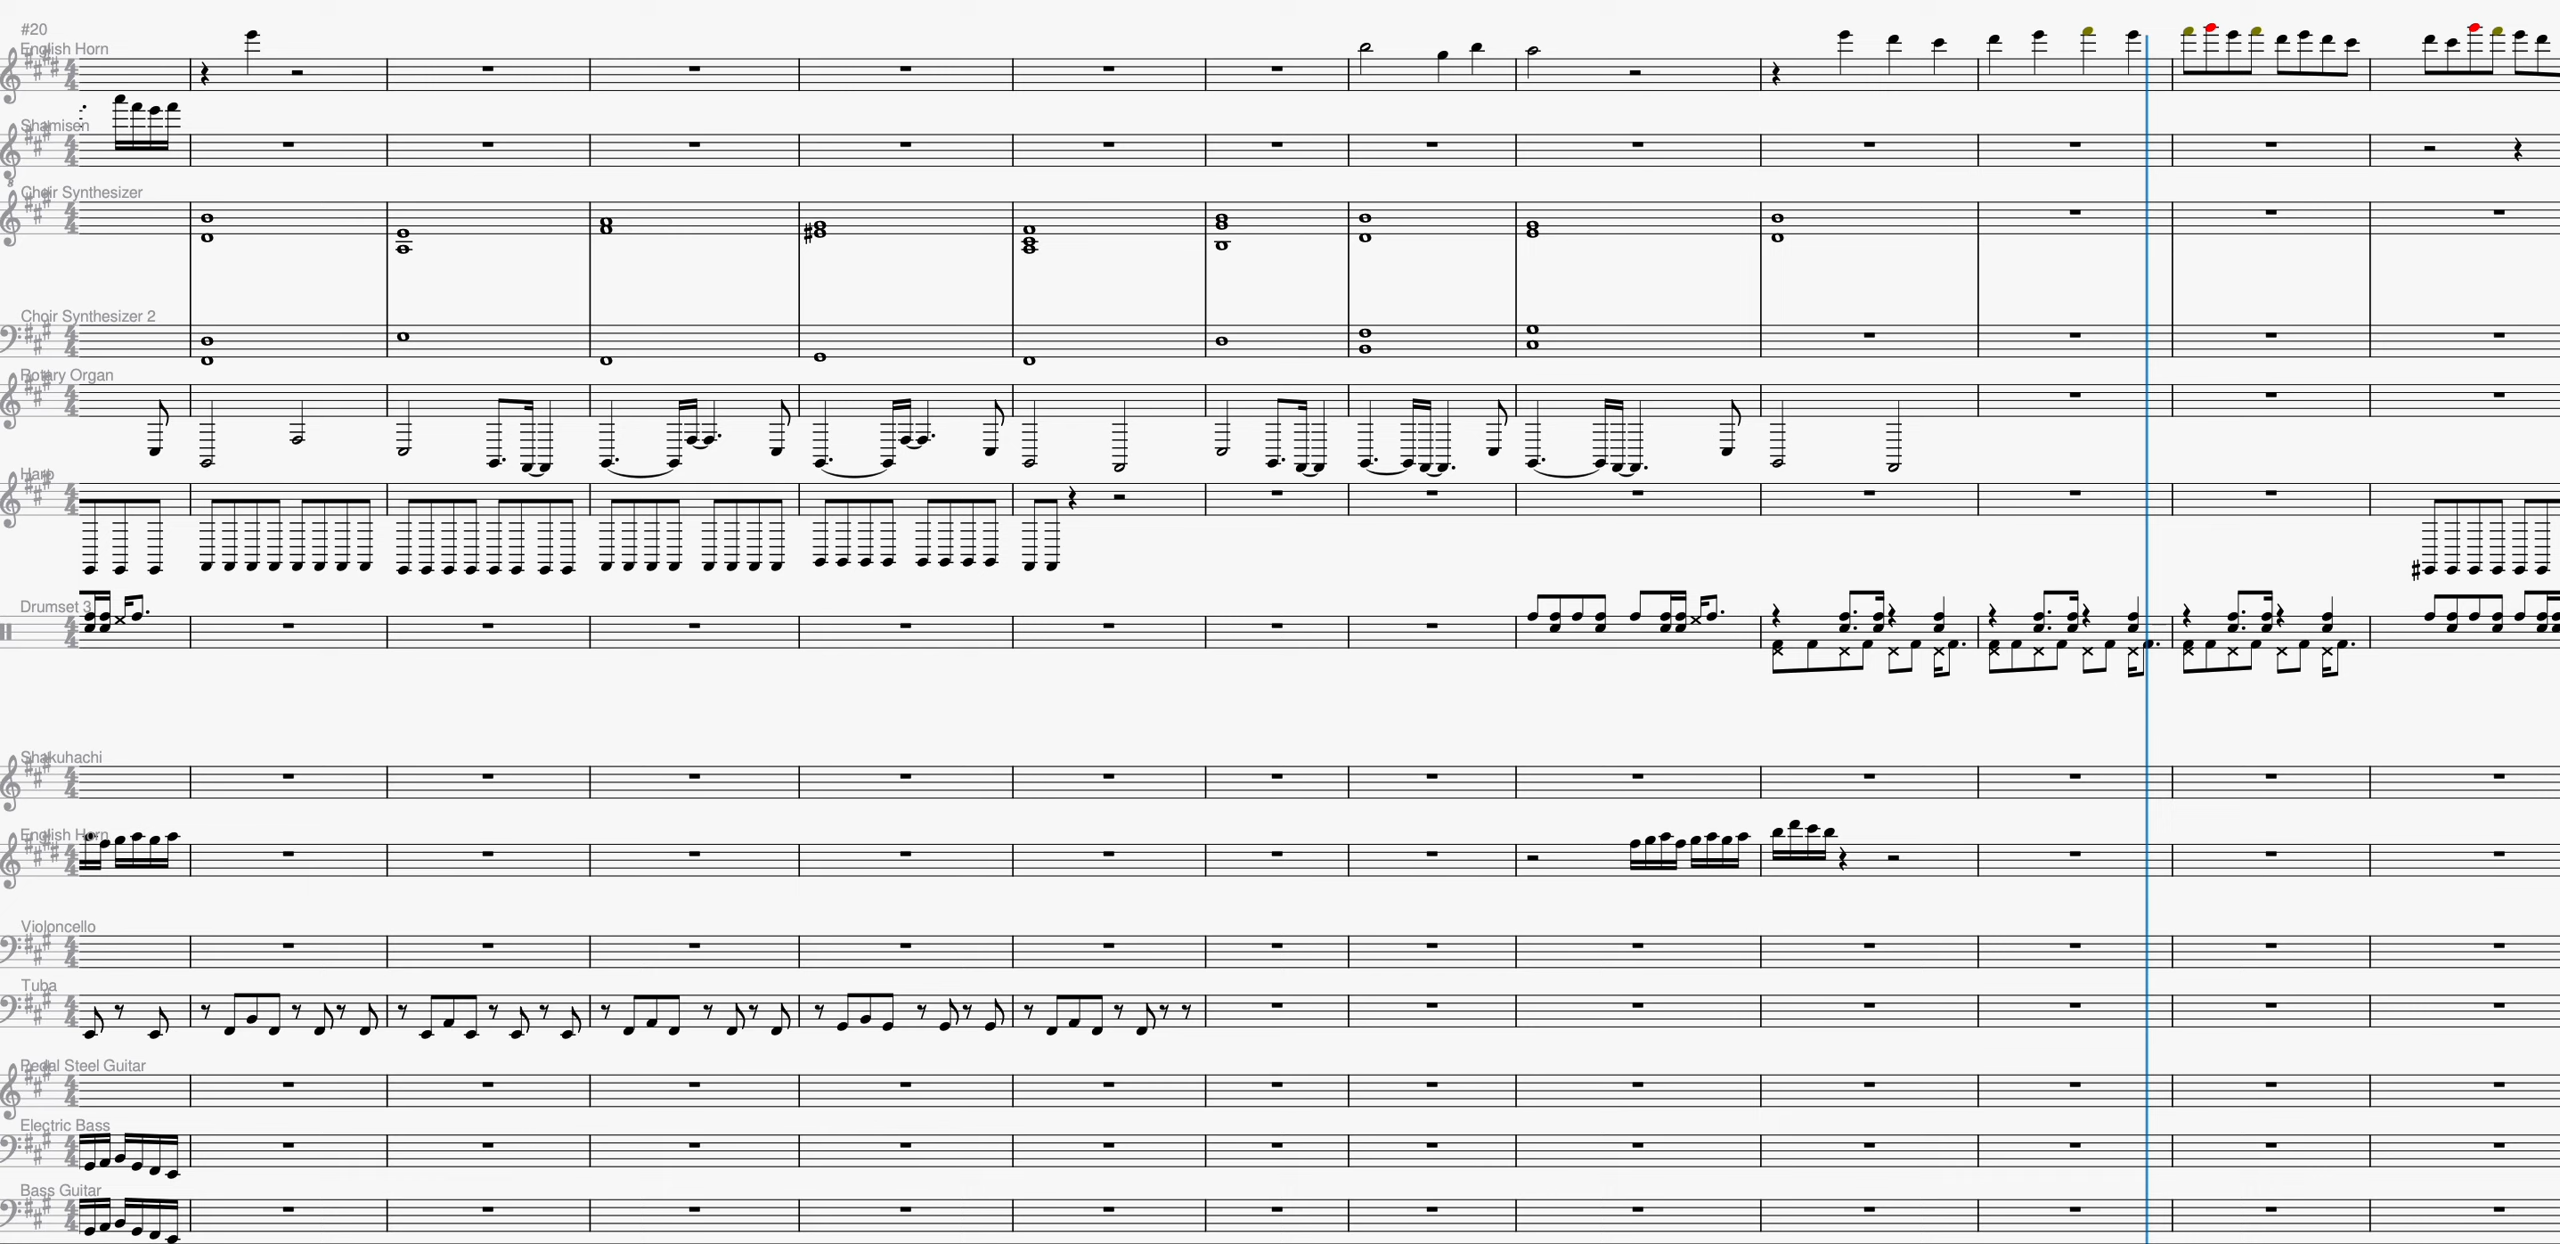 #20
English Horn
Shamisen
Choir Synthesizer
Choir Synthesizer 2
Rotary Organ
Harp
Drumset 3
Shakuhachi
English Horn
Violoncello
Tuba
Pedal Steel Guitar
Electric Bass
Bass Guitar